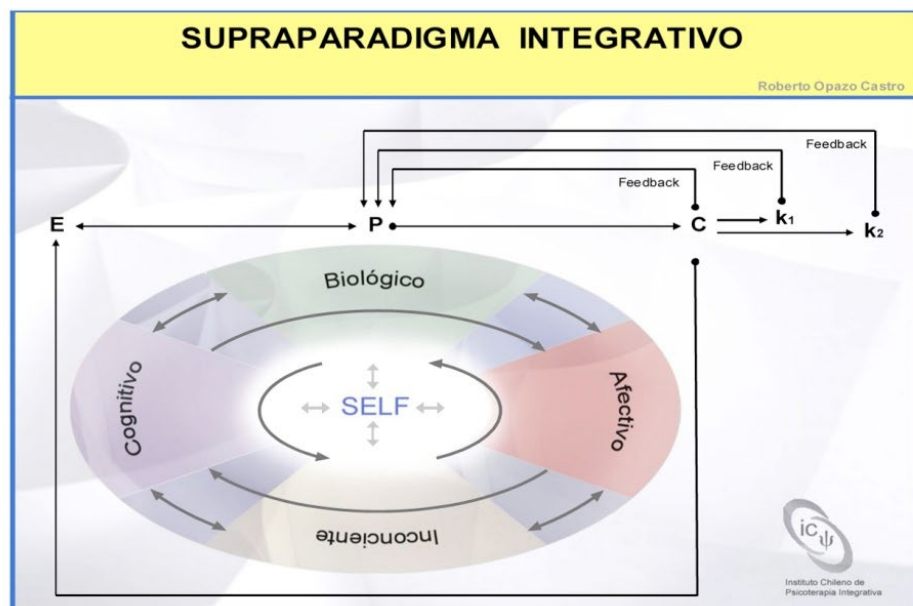 SUPRAPARADIGMA INTEGRATIVO
Roberto Opazo Castro
Feedback
Feedback
Feedback
E
P
C
k1
k2
Biológico
Cognitivo
SELF
Afectivo
Inconciente
icψ
Instituto Chileno de
Psicoterapia Integrativa